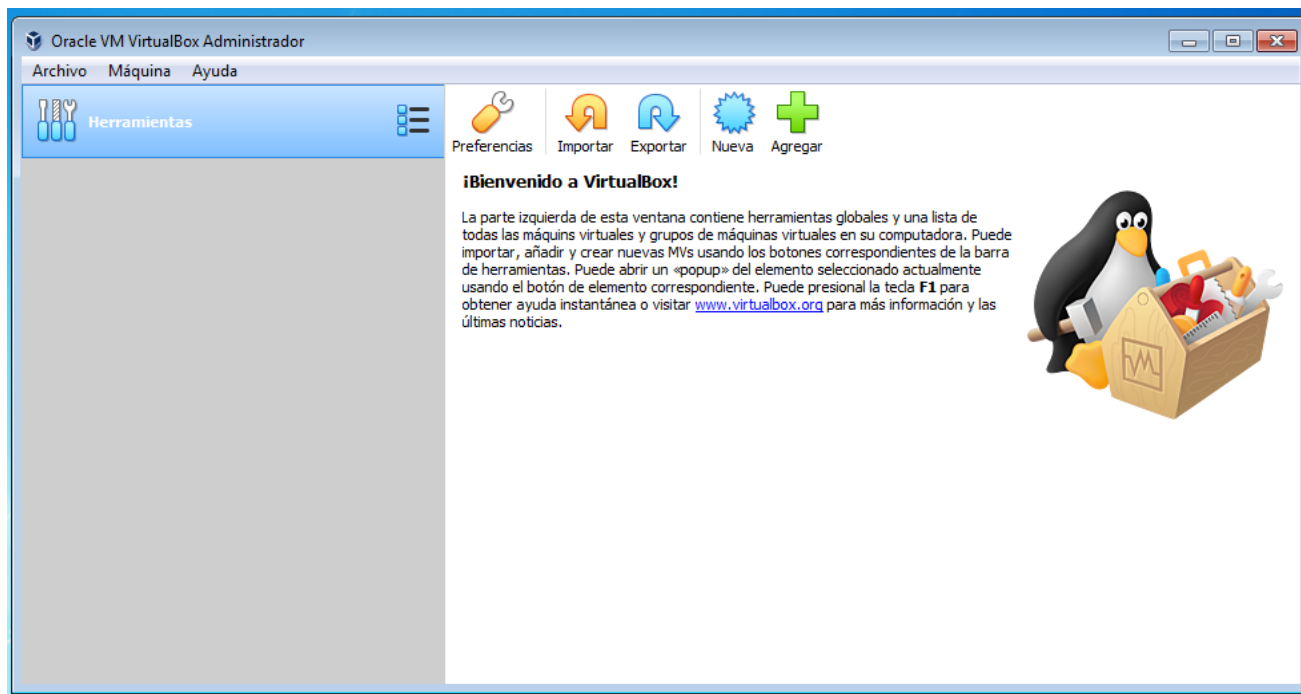 Oracle VM VirtualBox Administrador
Archivo Máquina Ayuda
Herramientas
Preferencias Importar Exportar Nueva Agregar
¡Bienvenido a VirtualBox!
La parte izquierda de esta ventana contiene herramientas globales y una lista de
todas las máquins virtuales y grupos de máquinas virtuales en su computadora. Puede
importar, añadir y crear nuevas MVs usando los botones correspondientes de la barra
de herramientas. Puede abrir un «popup» del elemento seleccionado actualmente
usando el botón de elemento correspondiente. Puede presional la tecla F1 para
obtener ayuda instantánea o visitar www.virtualbox.org para más información y las
últimas noticias.